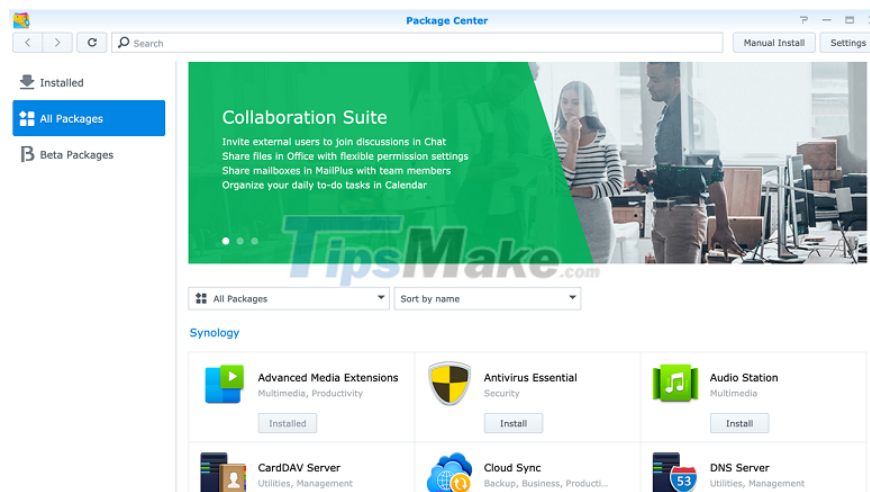 Package Center
Search
Manual Install
Settings
Installed
All Packages
Beta Packages
Collaboration Suite
Invite external users to join discussions in Chat
Share files in Office with flexible permission settings
Share mailboxes in MailPlus with team members
Organize your daily to-do tasks in Calendar
TipsMake.com
All Packages
Sort by name
Synology
Advanced Media Extensions
Multimedia, Productivity
Installed
Antivirus Essential
Security
Install
Audio Station
Multimedia
Install
CardDAV Server
Utilities, Management
Cloud Sync
Backup, Business, Producti...
53
DNS Server
Utilities, Management